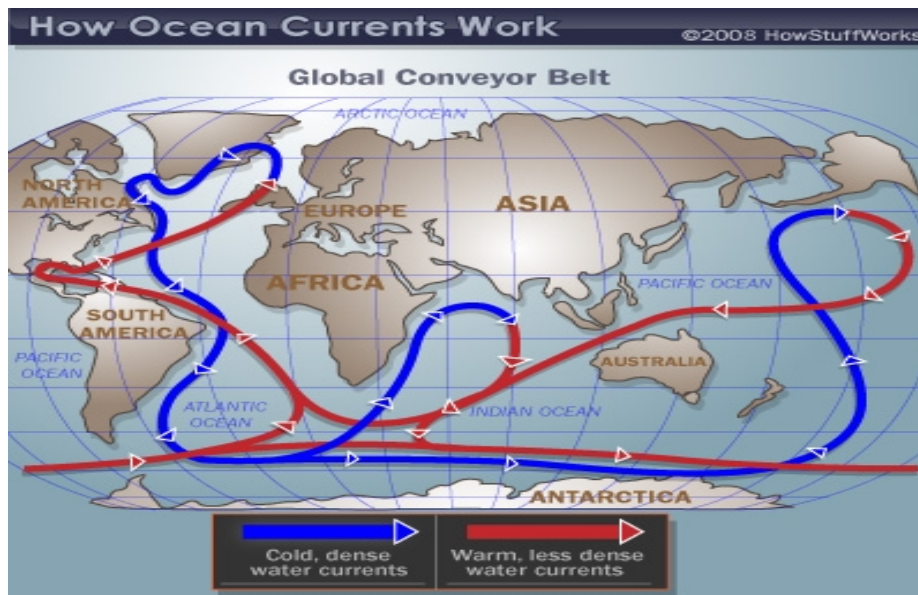 How Ocean Currents Work
©2008 HowStuffWorks
Global Conveyor Belt
ARCTIC OCEAN
NORTH
AMERICA
EUROPE
ASIA
AFRICA
PACIFIC OCEAN
SOUTH
AMERICA
PACIFIC
OCEAN
AUSTRALIA
ATLANTIC
OCEAN
INDIAN OCEAN
ANTARCTICA
Cold, dense
water currents
Warm, less dense
water currents